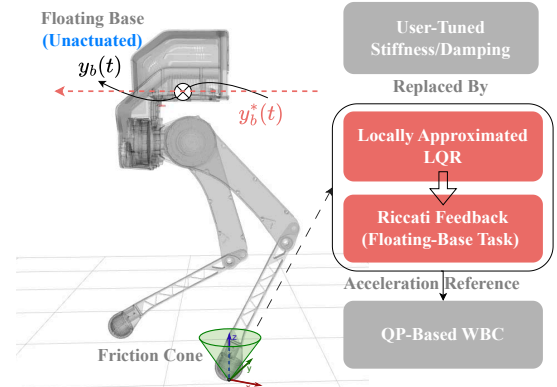 Floating Base
(Unactuated)
y_b(t)
y_b^*(t)
User-Tuned
Stiffness/Damping
Replaced By
Locally Approximated
LQR
Riccati Feedback
(Floating-Base Task)
Acceleration Reference
QP-Based WBC
Friction Cone
z
y